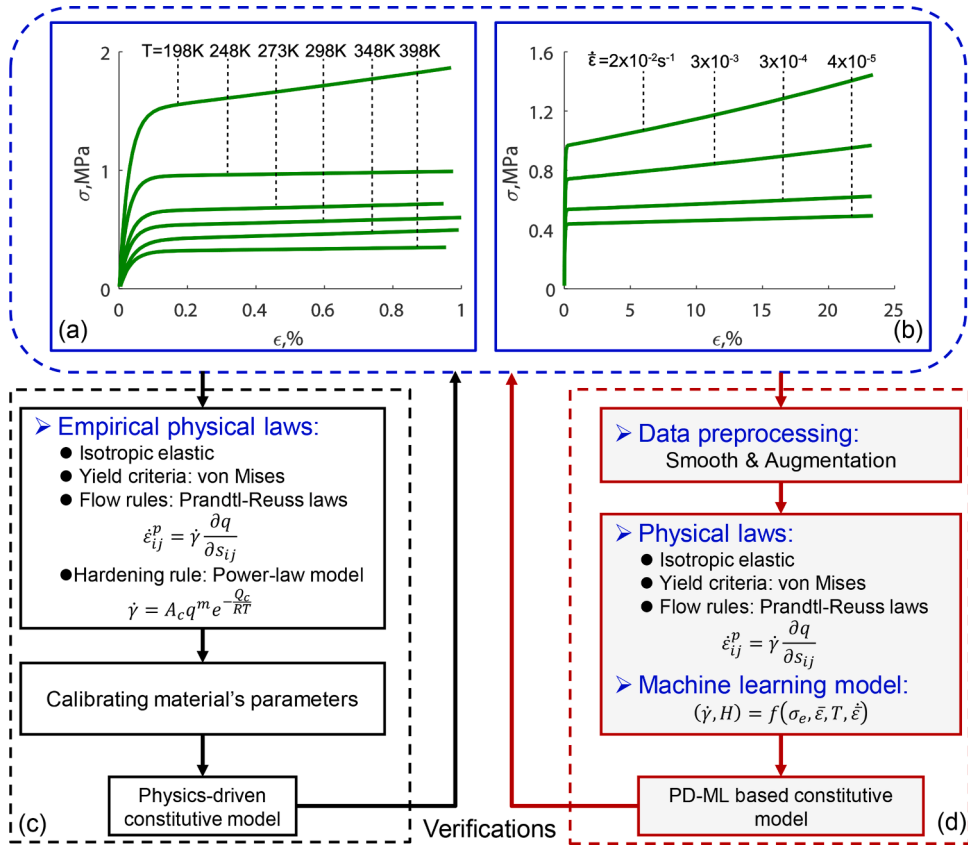 T=198K 248K 273K 298K 348K 398K
2
1
0
σ,MPa
0 0.2 0.4 0.6 0.8 1
ϵ,%
(a)
ε̇=2x10⁻²s⁻¹ 3x10⁻³ 3x10⁻⁴ 4x10⁻⁵
1.6
1.2
0.8
0.4
0
σ,MPa
0 5 10 15 20 25
ϵ,%
(b)
➢ Empirical physical laws:
● Isotropic elastic
● Yield criteria: von Mises
● Flow rules: Prandtl-Reuss laws
ε̇ᵖᵢⱼ = γ̇ ∂q/∂sᵢⱼ
●Hardening rule: Power-law model
γ̇ = A_c qᵐ e^(-Q_c/RT)
Calibrating material's parameters
Physics-driven
constitutive model
(c)
Verifications
➢ Data preprocessing:
Smooth & Augmentation
➢ Physical laws:
● Isotropic elastic
● Yield criteria: von Mises
● Flow rules: Prandtl-Reuss laws
ε̇ᵖᵢⱼ = γ̇ ∂q/∂sᵢⱼ
➢ Machine learning model:
(γ̇, H) = f(σₑ, ε̄, T, ε̄̇)
PD-ML based constitutive
model
(d)